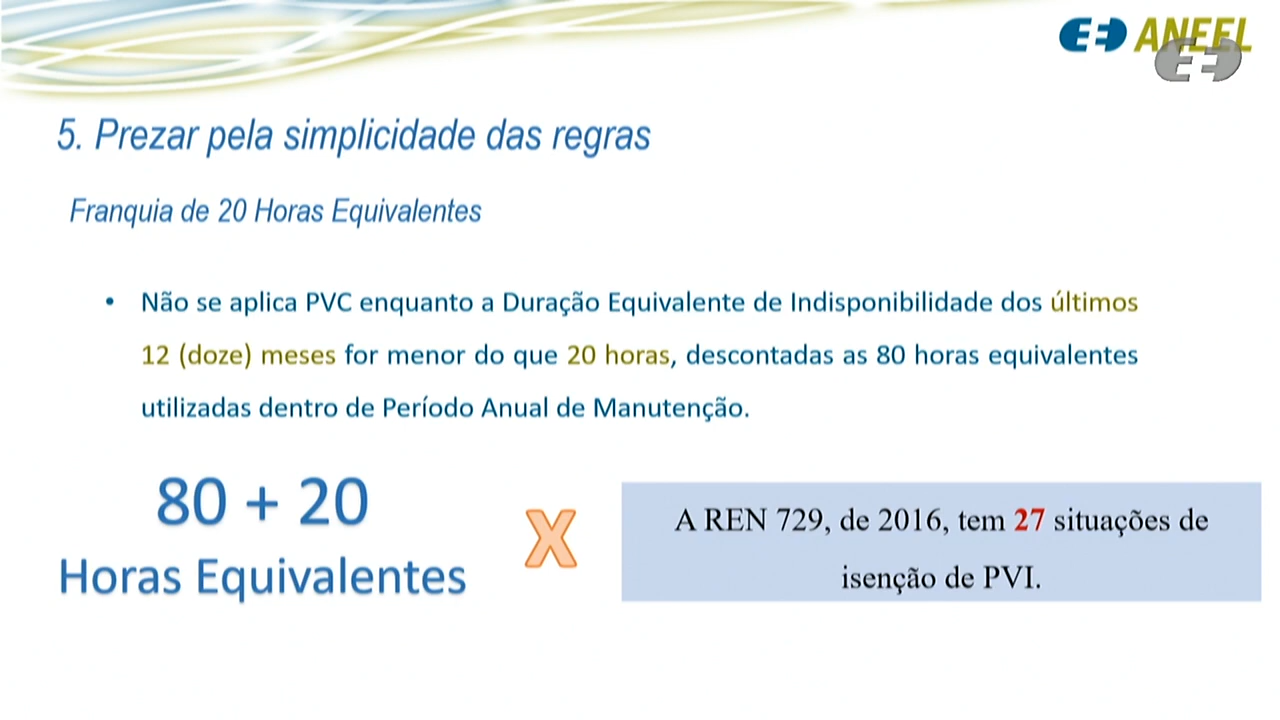 ANEEL
5. Prezar pela simplicidade das regras
Franquia de 20 Horas Equivalentes
• Não se aplica PVC enquanto a Duração Equivalente de Indisponibilidade dos últimos
12 (doze) meses for menor do que 20 horas, descontadas as 80 horas equivalentes
utilizadas dentro de Período Anual de Manutenção.
80 + 20
Horas Equivalentes
X
A REN 729, de 2016, tem 27 situações de
isenção de PVI.